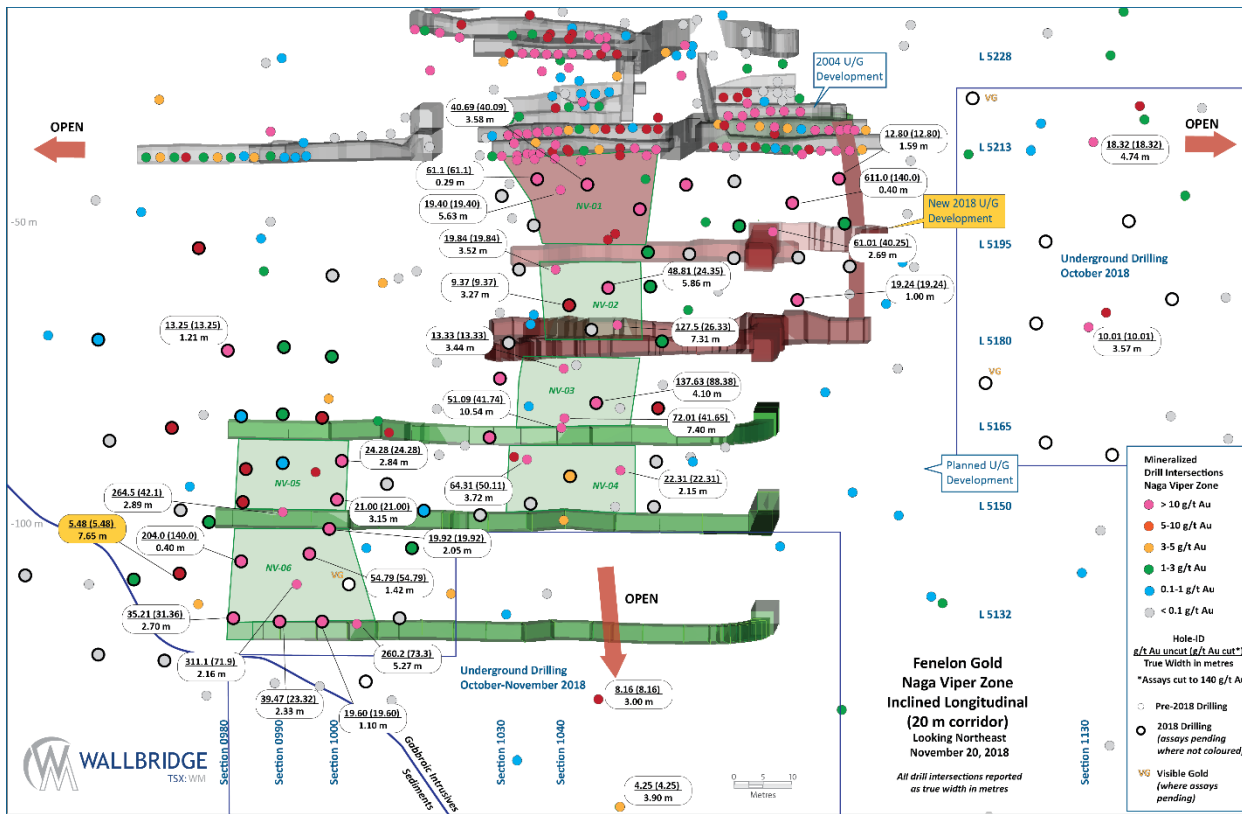 L 5228
2004 U/G
Development
VG
OPEN
40.69 (40.09)
3.58 m
12.80 (12.80)
1.59 m
L 5213
18.32 (18.32)
4.74 m
OPEN
61.1 (61.1)
0.29 m
611.0 (140.0)
0.40 m
NV-01
19.40 (19.40)
5.63 m
New 2018 U/G
Development
-50 m
19.84 (19.84)
3.52 m
61.01 (40.25)
2.69 m
L 5195
Underground Drilling
October 2018
48.81 (24.35)
5.86 m
9.37 (9.37)
3.27 m
NV-02
19.24 (19.24)
1.00 m
13.25 (13.25)
1.21 m
13.33 (13.33)
3.44 m
127.5 (26.33)
7.31 m
L 5180
10.01 (10.01)
3.57 m
VG
NV-03
137.63 (88.38)
4.10 m
51.09 (41.74)
10.54 m
72.01 (41.65)
7.40 m
L 5165
24.28 (24.28)
2.84 m
Planned U/G
Development
NV-05
264.5 (42.1)
2.89 m
64.31 (50.11)
3.72 m
NV-04
22.31 (22.31)
2.15 m
21.00 (21.00)
3.15 m
L 5150
-100 m
5.48 (5.48)
7.65 m
204.0 (140.0)
0.40 m
19.92 (19.92)
2.05 m
NV-06
VG
54.79 (54.79)
1.42 m
OPEN
35.21 (31.36)
2.70 m
L 5132
311.1 (71.9)
2.16 m
260.2 (73.3)
5.27 m
39.47 (23.32)
2.33 m
19.60 (19.60)
1.10 m
Underground Drilling
October-November 2018
8.16 (8.16)
3.00 m
4.25 (4.25)
3.90 m
Section 0980
Section 0990
Section 1000
Section 1030
Section 1040
Section 1130
Gabbroic Intrusives
Sediments
WALLBRIDGE
TSX: WM
0 5 10
Metres
Fenelon Gold
Naga Viper Zone
Inclined Longitudinal
(20 m corridor)
Looking Northeast
November 20, 2018
All drill intersections reported
as true width in metres
Mineralized
Drill Intersections
Naga Viper Zone
> 10 g/t Au
5-10 g/t Au
3-5 g/t Au
1-3 g/t Au
0.1-1 g/t Au
< 0.1 g/t Au
Hole-ID
g/t Au uncut (g/t Au cut*)
True Width in metres
*Assays cut to 140 g/t Au
Pre-2018 Drilling
2018 Drilling
(assays pending
where not coloured)
VG Visible Gold
(where assays
pending)